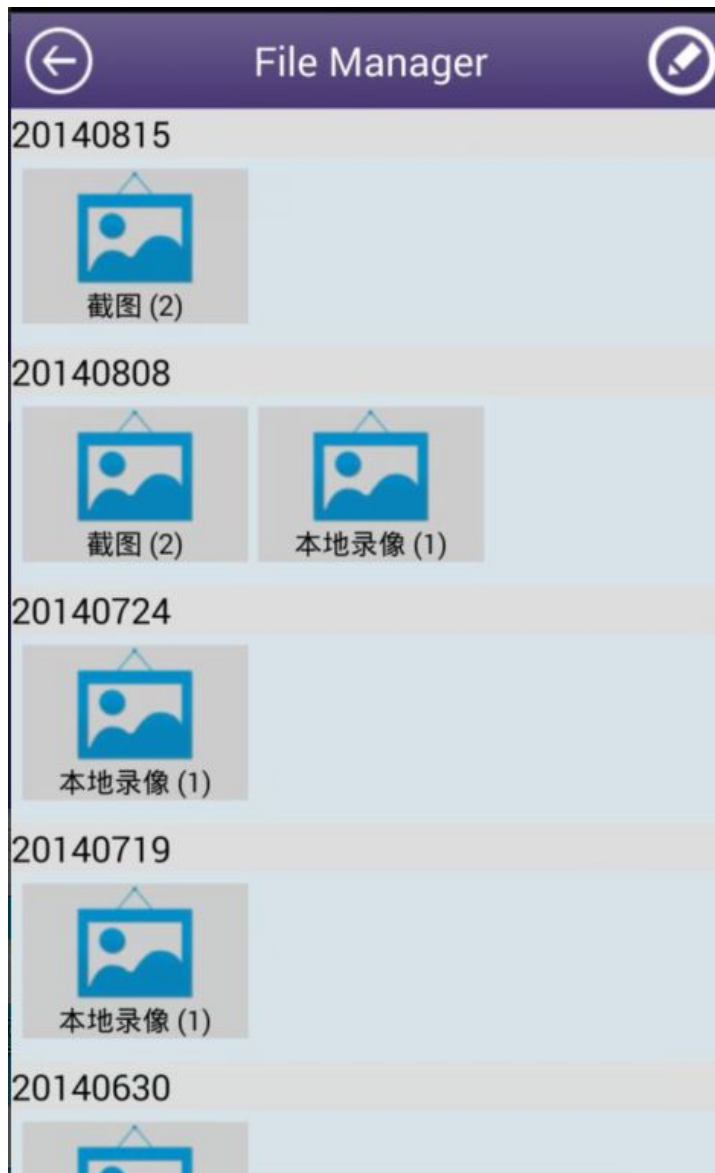 File Manager
20140815
截图 (2)
20140808
截图 (2) 本地录像 (1)
20140724
本地录像 (1)
20140719
本地录像 (1)
20140630